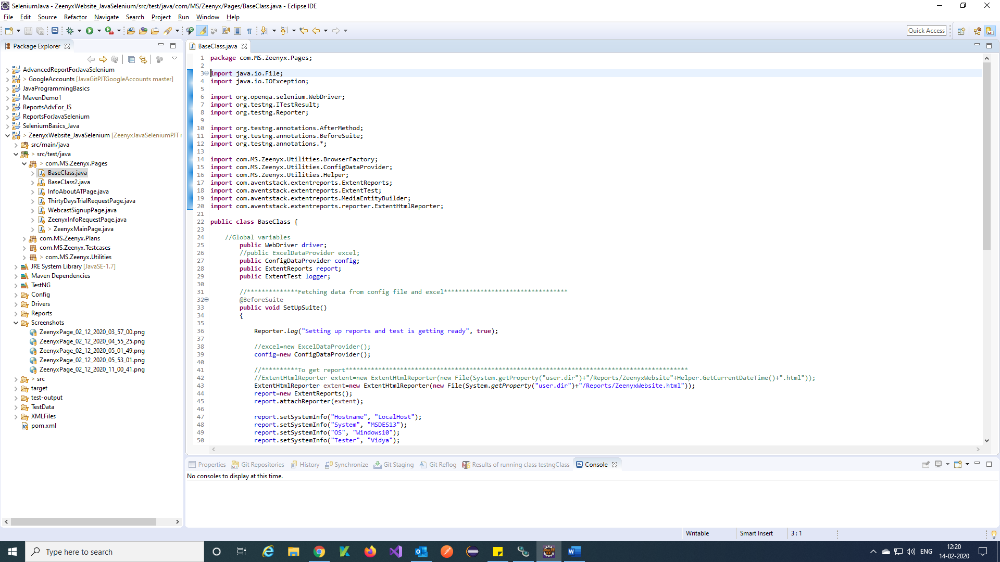 SeleniumJava - ZeenyxWebsite_JavaSelenium/src/test/java/com/MS/Zeenyx/Pages/BaseClass.java - Eclipse IDE
File Edit Source Refactor Navigate Search Project Run Window Help
Quick Access
Package Explorer
AdvancedReportForJavaSelenium
> GoogleAccounts [JavaGitPJTGoogleAccounts master]
JavaProgrammingBasics
MavenDemo1
ReportsAdvFor_JS
ReportsForJavaSelenium
SeleniumBasics_Java
> ZeenyxWebsite_JavaSelenium [ZeenyxJavaSeleniumPJT
src/main/java
> src/test/java
> com.MS.Zeenyx.Pages
BaseClass.java
BaseClass2.java
InfoAboutATPage.java
ThirtyDaysTrialRequestPage.java
WebcastSignupPage.java
ZeenyxInfoRequestPage.java
> ZeenyxMainPage.java
com.MS.Zeenyx.Plans
com.MS.Zeenyx.Testcases
> com.MS.Zeenyx.Utilities
JRE System Library [JavaSE-1.7]
Maven Dependencies
TestNG
Config
Drivers
Reports
Screenshots
ZeenyxPage_02_12_2020_03_57_00.png
ZeenyxPage_02_12_2020_04_55_25.png
ZeenyxPage_02_12_2020_05_01_49.png
ZeenyxPage_02_12_2020_05_53_01.png
ZeenyxPage_02_12_2020_11_00_41.png
> src
target
test-output
TestData
XMLFiles
pom.xml
BaseClass.java
1 package com.MS.Zeenyx.Pages;
2
3 import java.io.File;
4 import java.io.IOException;
5
6 import org.openqa.selenium.WebDriver;
7 import org.testng.ITestResult;
8 import org.testng.Reporter;
9
10 import org.testng.annotations.AfterMethod;
11 import org.testng.annotations.BeforeSuite;
12 import org.testng.annotations.*;
13
14 import com.MS.Zeenyx.Utilities.BrowserFactory;
15 import com.MS.Zeenyx.Utilities.ConfigDataProvider;
16 import com.MS.Zeenyx.Utilities.Helper;
17 import com.aventstack.extentreports.ExtentReports;
18 import com.aventstack.extentreports.ExtentTest;
19 import com.aventstack.extentreports.MediaEntityBuilder;
20 import com.aventstack.extentreports.reporter.ExtentHtmlReporter;
21
22 public class BaseClass {
23
24 //Global variables
25 public WebDriver driver;
26 //public ExcelDataProvider excel;
27 public ConfigDataProvider config;
28 public ExtentReports report;
29 public ExtentTest logger;
30
31 //**************Fetching data from config file and excel**********************************
32 @BeforeSuite
33 public void SetUpSuite()
34 {
35
36 Reporter.log("Setting up reports and test is getting ready", true);
37
38 //excel=new ExcelDataProvider();
39 config=new ConfigDataProvider();
40
41 //**********To get report**********************************************************************************************
42 //ExtentHtmlReporter extent=new ExtentHtmlReporter(new File(System.getProperty("user.dir")+"/Reports/ZeenyxWebsite"+Helper.GetCurrentDateTime()+".html"));
43 ExtentHtmlReporter extent=new ExtentHtmlReporter(new File(System.getProperty("user.dir")+"/Reports/ZeenyxWebsite.html"));
44 report=new ExtentReports();
45 report.attachReporter(extent);
46
47 report.setSystemInfo("Hostname", "LocalHost");
48 report.setSystemInfo("System", "MSDES13");
49 report.setSystemInfo("OS", "Windows10");
50 report.setSystemInfo("Tester", "Vidya");
Properties Git Repositories History Synchronize Git Staging Git Reflog Results of running class testngClass Console
No consoles to display at this time.
Writable Smart Insert 3 : 1
Type here to search
ENG
12:20
14-02-2020